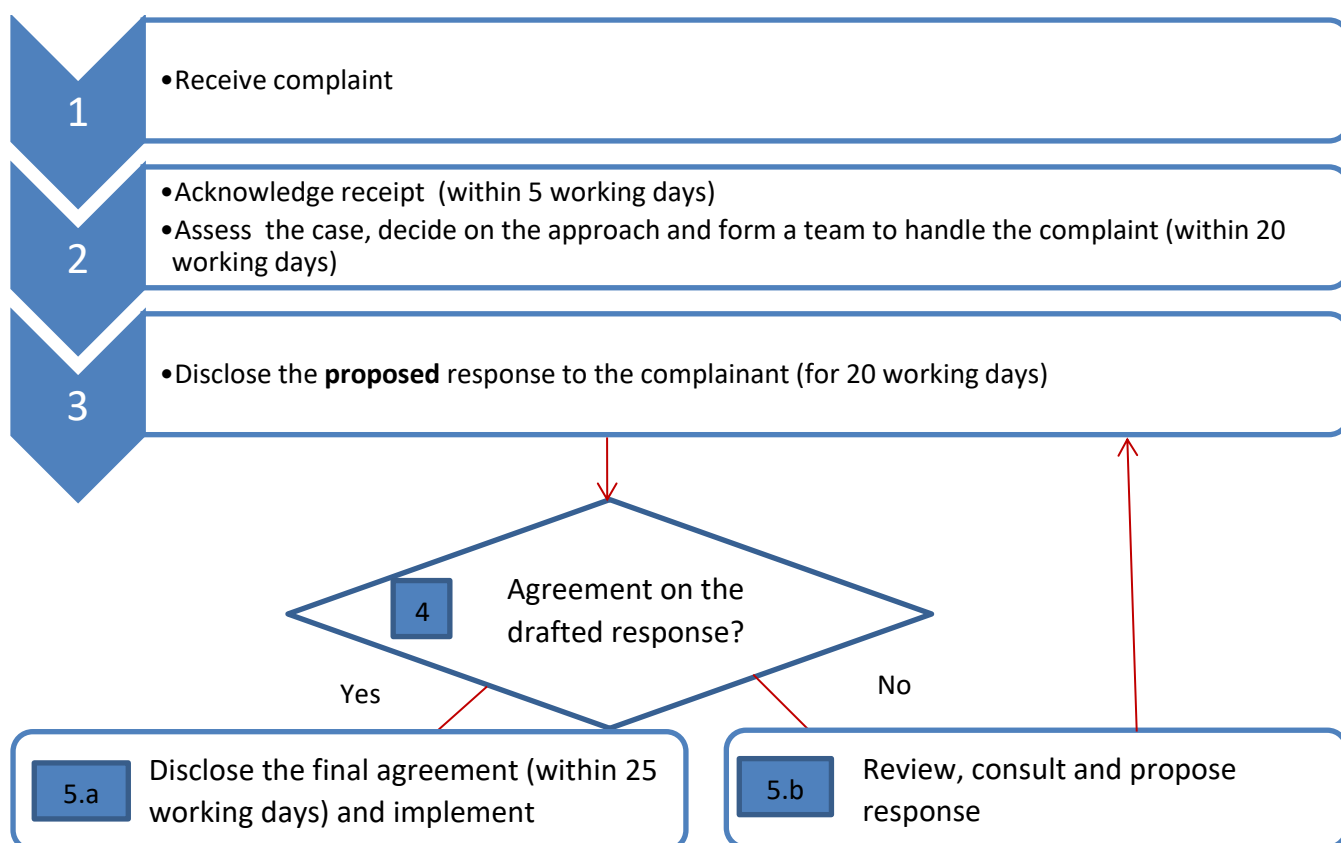 1
•Receive complaint
2
•Acknowledge receipt  (within 5 working days)
•Assess  the case, decide on the approach and form a team to handle the complaint (within 20
working days)
3
•Disclose the proposed response to the complainant (for 20 working days)
4
Agreement on the
drafted response?
Yes
No
5.a
Disclose the final agreement (within 25
working days) and implement
5.b
Review, consult and propose
response